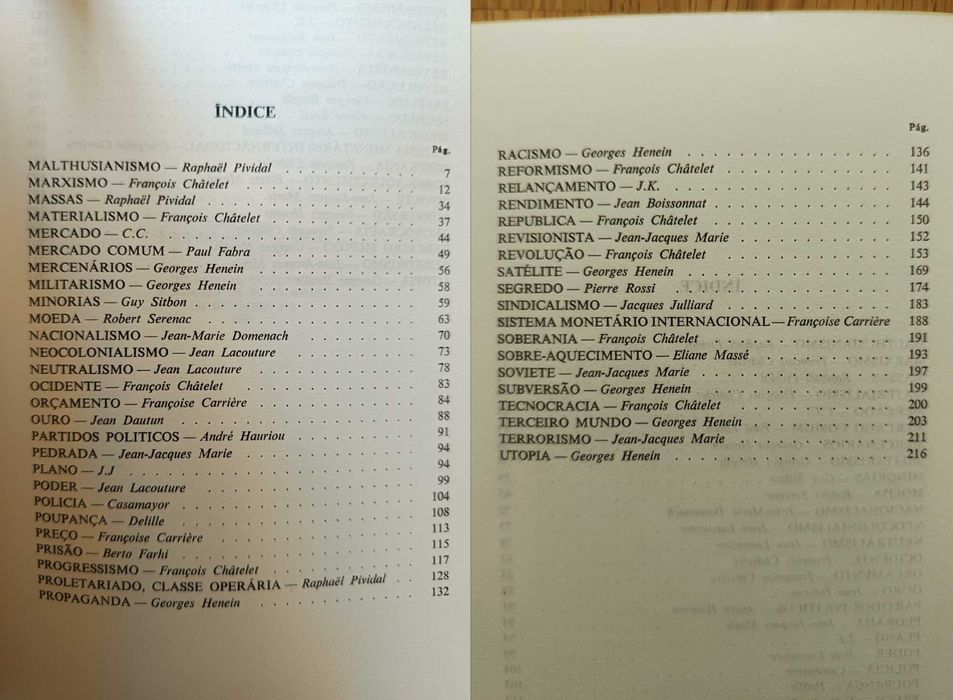 ÍNDICE
Pág.
MALTHUSIANISMO — Raphaël Pividal . . . . . . . . . . 7
MARXISMO — François Châtelet . . . . . . . . . . 12
MASSAS — Raphaël Pividal . . . . . . . . . . 34
MATERIALISMO — François Châtelet . . . . . . . . . . 37
MERCADO — C.C. . . . . . . . . . . 44
MERCADO COMUM — Paul Fabra . . . . . . . . . . 49
MERCENÁRIOS — Georges Henein . . . . . . . . . . 56
MILITARISMO — Georges Henein . . . . . . . . . . 58
MINORIAS — Guy Sitbon . . . . . . . . . . 59
MOEDA — Robert Serenac . . . . . . . . . . 63
NACIONALISMO — Jean-Marie Domenach . . . . . . . . . . 70
NEOCOLONIALISMO — Jean Lacouture . . . . . . . . . . 73
NEUTRALISMO — Jean Lacouture . . . . . . . . . . 78
OCIDENTE — François Châtelet . . . . . . . . . . 83
ORÇAMENTO — Françoise Carrière . . . . . . . . . . 84
OURO — Jean Dautun . . . . . . . . . . 88
PARTIDOS POLITICOS — André Hauriou . . . . . . . . . . 91
PEDRADA — Jean-Jacques Marie . . . . . . . . . . 94
PLANO — J.J . . . . . . . . . . 94
PODER — Jean Lacouture . . . . . . . . . . 99
POLICIA — Casamayor . . . . . . . . . . 104
POUPANÇA — Delille . . . . . . . . . . 108
PREÇO — Françoise Carrière . . . . . . . . . . 113
PRISÃO — Berto Farhi . . . . . . . . . . 115
PROGRESSISMO — François Châtelet . . . . . . . . . . 117
PROLETARIADO, CLASSE OPERÁRIA — Raphaël Pividal . . 128
PROPAGANDA — Georges Henein . . . . . . . . . . 132
Pág.
RACISMO — Georges Henein . . . . . . . . . . 136
REFORMISMO — François Châtelet . . . . . . . . . . 141
RELANÇAMENTO — J.K. . . . . . . . . . . 143
RENDIMENTO — Jean Boissonnat . . . . . . . . . . 144
REPUBLICA — François Châtelet . . . . . . . . . . 150
REVISIONISTA — Jean-Jacques Marie . . . . . . . . . . 152
REVOLUÇÃO — François Châtelet . . . . . . . . . . 153
SATÉLITE — Georges Henein . . . . . . . . . . 169
SEGREDO — Pierre Rossi . . . . . . . . . . 174
SINDICALISMO — Jacques Julliard . . . . . . . . . . 183
SISTEMA MONETÁRIO INTERNACIONAL — Françoise Carrière 188
SOBERANIA — François Châtelet . . . . . . . . . . 191
SOBRE-AQUECIMENTO — Eliane Massé . . . . . . . . . . 193
SOVIETE — Jean-Jacques Marie . . . . . . . . . . 197
SUBVERSÃO — Georges Henein . . . . . . . . . . 199
TECNOCRACIA — François Châtelet . . . . . . . . . . 200
TERCEIRO MUNDO — Georges Henein . . . . . . . . . . 203
TERRORISMO — Jean-Jacques Marie . . . . . . . . . . 211
UTOPIA — Georges Henein . . . . . . . . . . 216